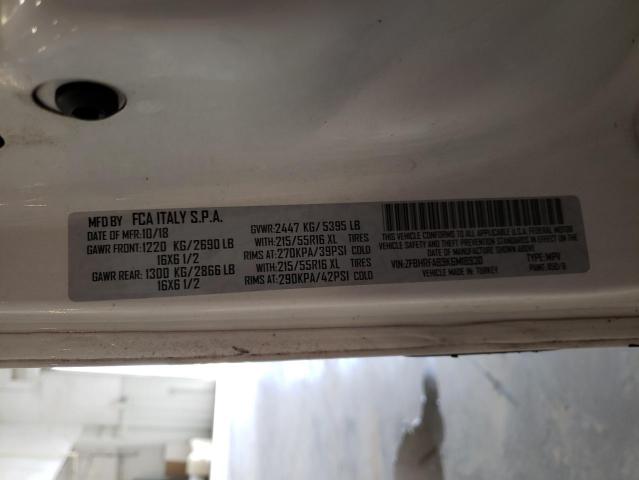 MFD BY FCA ITALY S.P.A.
DATE OF MFR:10/18
GAWR FRONT:1220 KG/2690 LB
16X6 1/2
GAWR REAR:1300 KG/2866 LB
16X6 1/2
GVWR:2447 KG/5395 LB
WITH:215/55R16 XL TIRES
RIMS AT:270KPA/39PSI COLD
WITH:215/55R16 XL TIRES
RIMS AT:290KPA/42PSI COLD
THIS VEHICLE CONFORMS TO ALL APPLICABLE U.S.A. FEDERAL MOTOR
VEHICLE SAFETY AND THEFT PREVENTION STANDARDS IN EFFECT ON THE
DATE OF MANUFACTURE SHOWN ABOVE.
TYPE:MPV
MADE IN: TURKEY